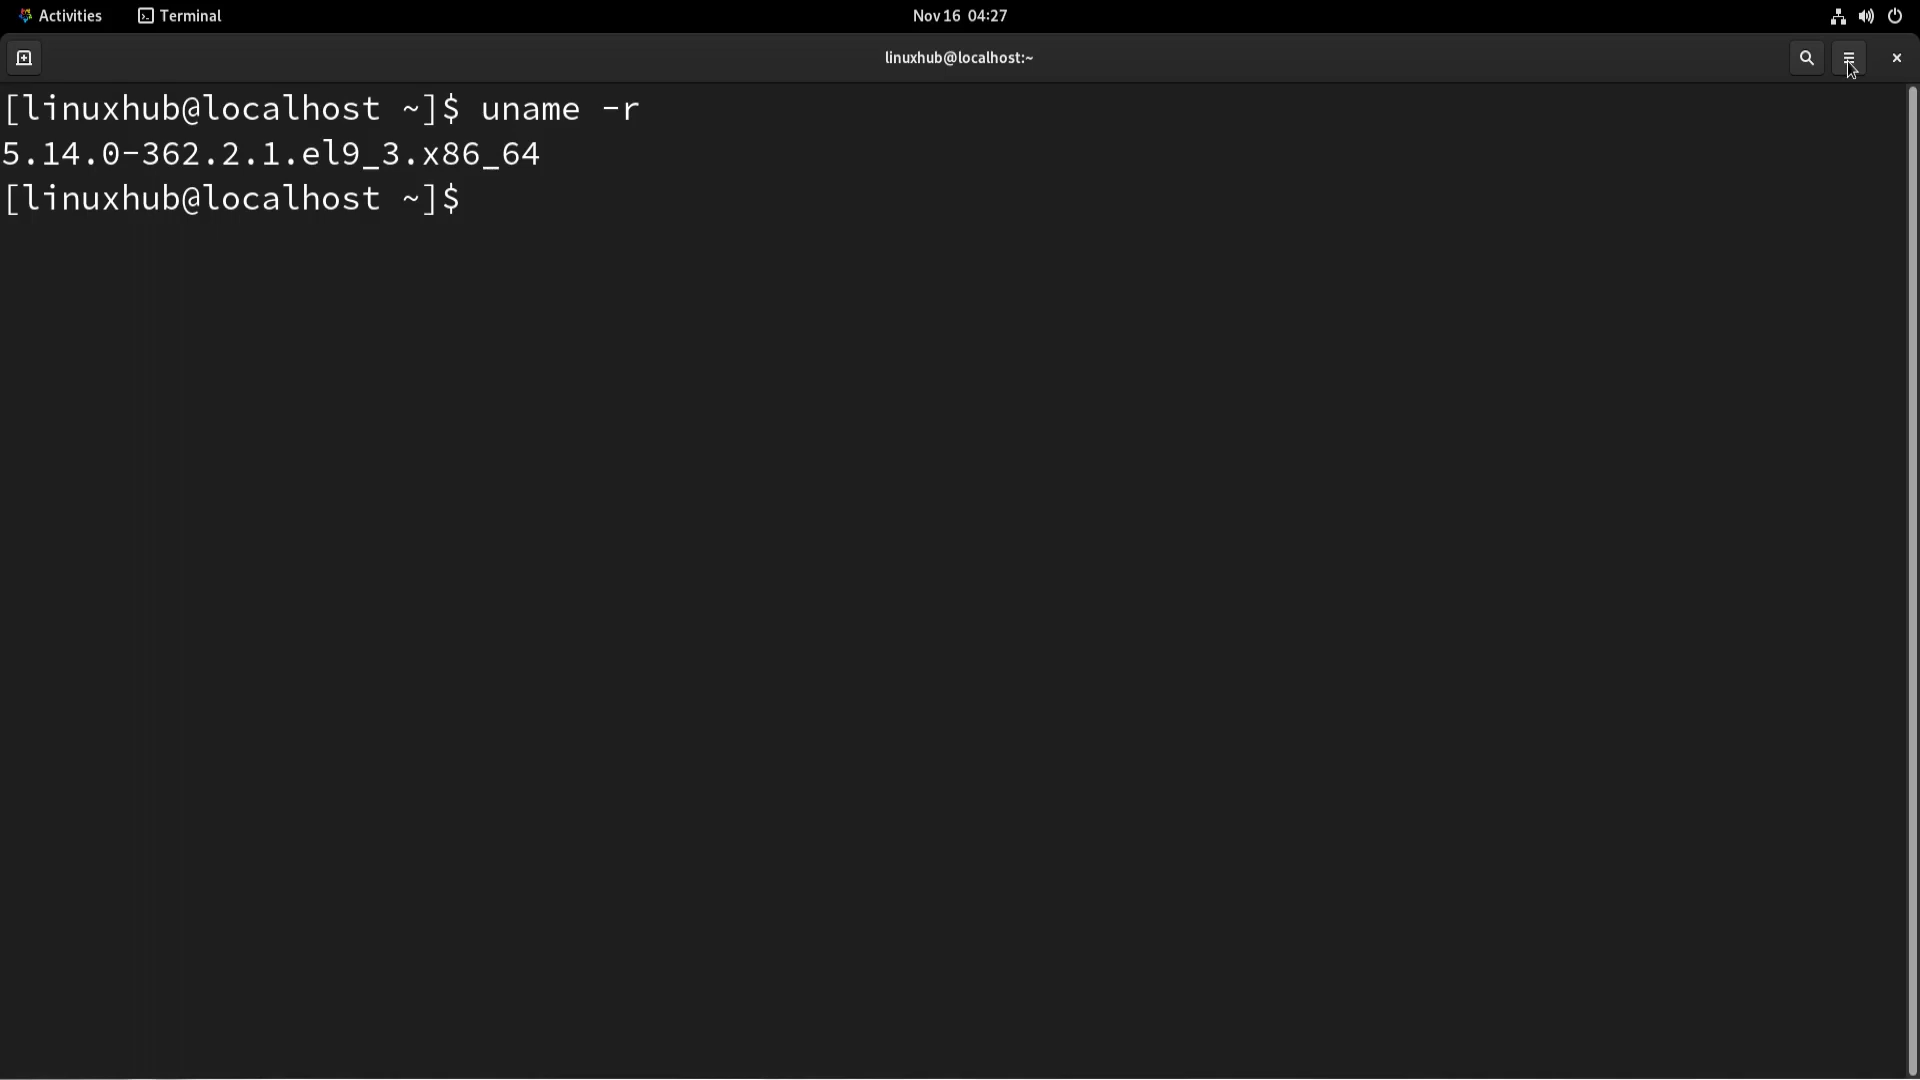 Activities Terminal Nov 16 04:27
linuxhub@localhost:~
[linuxhub@localhost ~]$ uname -r
5.14.0-362.2.1.el9_3.x86_64
[linuxhub@localhost ~]$